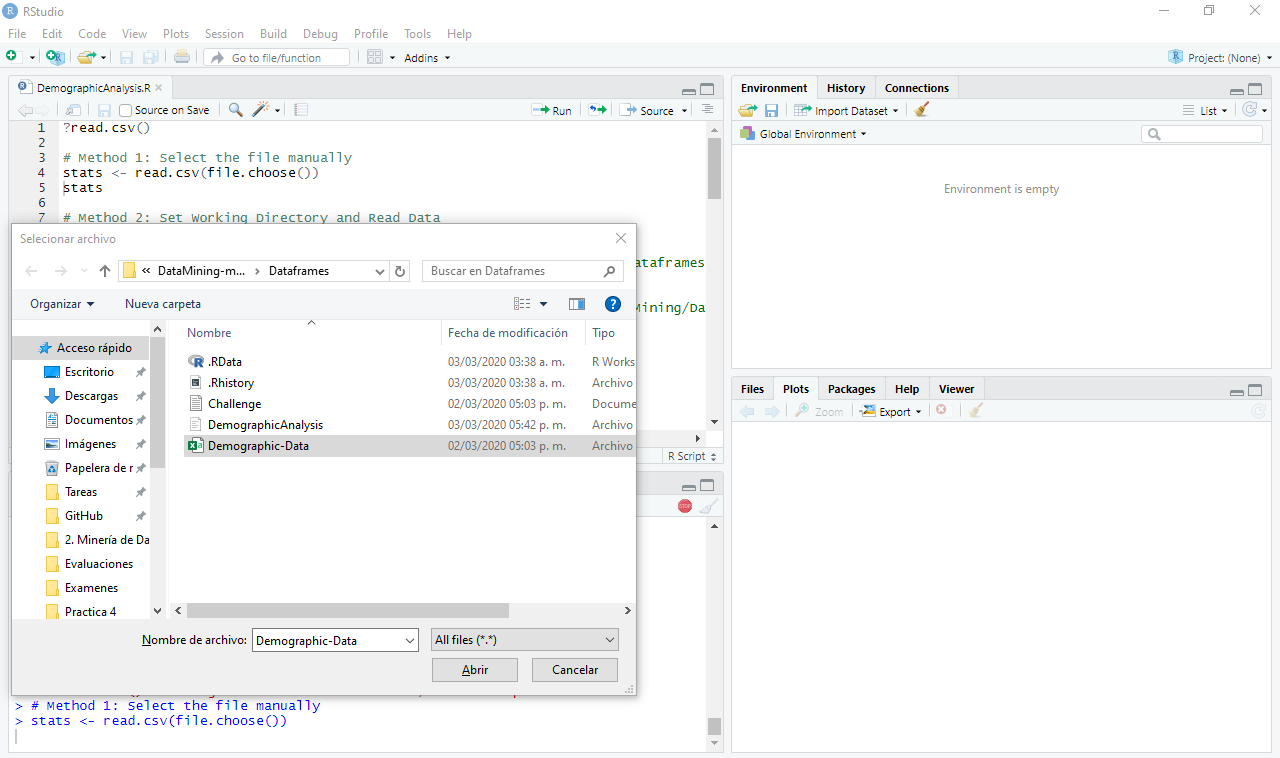 RStudio
File Edit Code View Plots Session Build Debug Profile Tools Help
Go to file/function Addins Project: (None)
DemographicAnalysis.R
Source on Save Run Source
1 ?read.csv()
2
3 # Method 1: Select the file manually
4 stats <- read.csv(file.choose())
5 stats
6
7 # Method 2: Set Working Directory and Read Data
ataframes
Mining/Da
R Script
Selecionar archivo
« DataMining-m... › Dataframes
Buscar en Dataframes
Organizar Nueva carpeta
Acceso rápido
Escritorio
Descargas
Documentos
Imágenes
Papelera de r
Tareas
GitHub
2. Minería de Da
Evaluaciones
Examenes
Practica 4
Nombre Fecha de modificación Tipo
.RData 03/03/2020 03:38 a. m. R Works
.Rhistory 03/03/2020 03:38 a. m. Archivo
Challenge 02/03/2020 05:03 p. m. Docume
DemographicAnalysis 03/03/2020 05:42 p. m. Archivo
Demographic-Data 02/03/2020 05:03 p. m. Archivo
Nombre de archivo: Demographic-Data All files (*.*)
Abrir Cancelar
STOP
> # Method 1: Select the file manually
> stats <- read.csv(file.choose())
Environment History Connections
Import Dataset List
Global Environment
Environment is empty
Files Plots Packages Help Viewer
Zoom Export